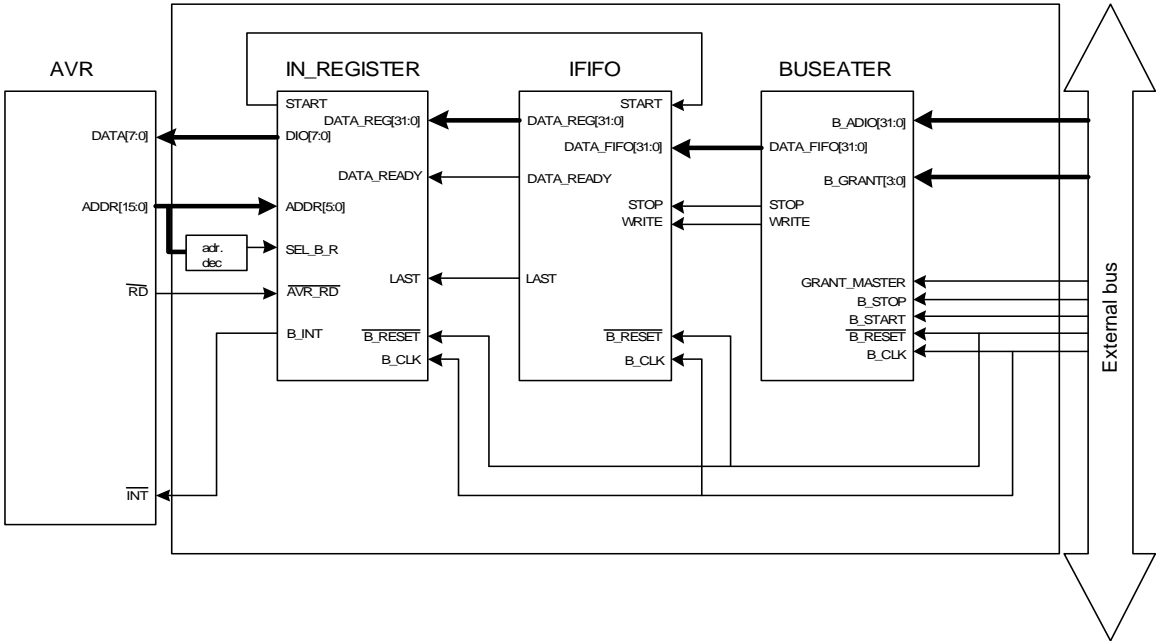 AVR
IN_REGISTER
IFIFO
BUSEATER
START
START
DATA_REG[31:0]
DATA_REG[31:0]
B_ADIO[31:0]
DATA[7:0]
DIO[7:0]
DATA_FIFO[31:0]
DATA_FIFO[31:0]
DATA_READY
DATA_READY
B_GRANT[3:0]
ADDR[15:0]
ADDR[5:0]
STOP
STOP
WRITE
WRITE
adr.
dec
SEL_B_R
LAST
LAST
GRANT_MASTER
RD
AVR_RD
B_STOP
B_START
B_INT
B_RESET
B_RESET
B_RESET
B_CLK
B_CLK
B_CLK
External bus
INT